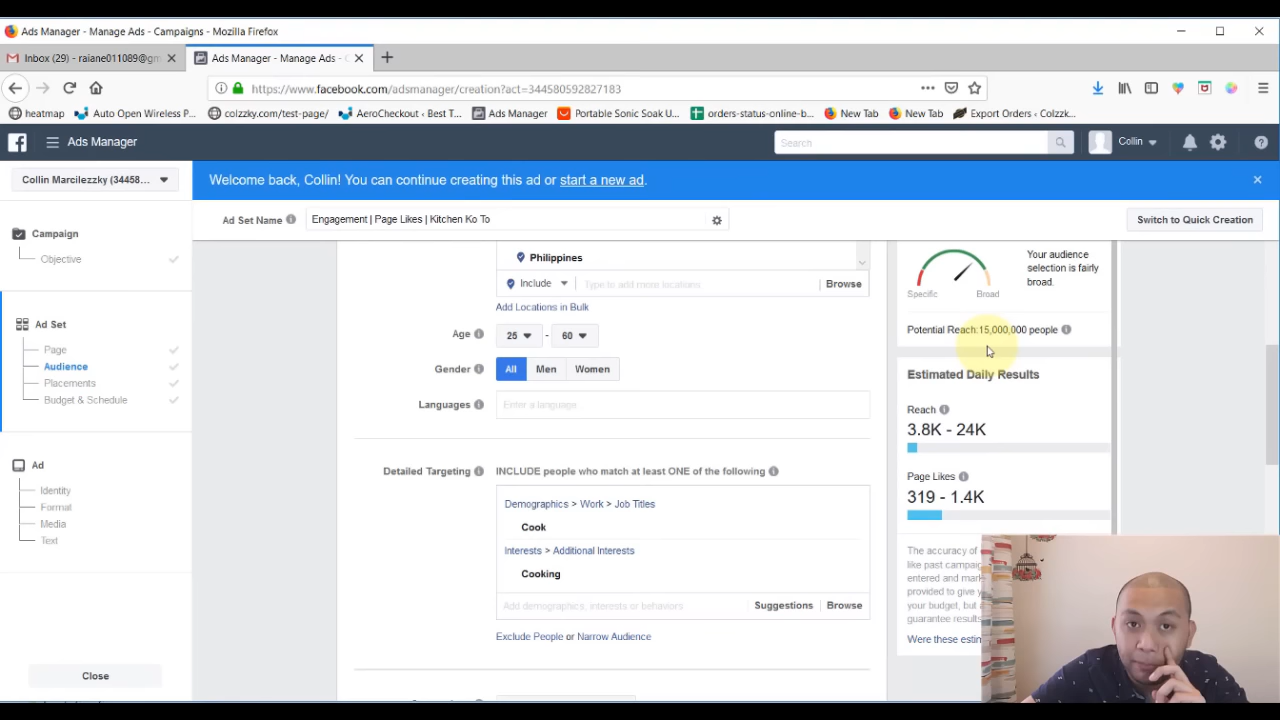 Ads Manager - Manage Ads - Campaigns - Mozilla Firefox
Inbox (29) - raiane011089@gm
Ads Manager - Manage Ads -
https://www.facebook.com/adsmanager/creation?act=344580592827183
heatmap
Auto Open Wireless P...
colzzky.com/test-page/
AeroCheckout • Best T...
Ads Manager
Portable Sonic Soak U...
orders-status-online-b...
New Tab
New Tab
Export Orders ‹ Colzzk...
Ads Manager
Search
Collin
Collin Marcilezzky (34458...
Welcome back, Collin! You can continue creating this ad or start a new ad.
Ad Set Name
Engagement | Page Likes | Kitchen Ko To
Switch to Quick Creation
Campaign
Objective
Ad Set
Page
Audience
Placements
Budget & Schedule
Ad
Identity
Format
Media
Text
Close
Philippines
Include
Type to add more locations
Browse
Add Locations in Bulk
Age
25 - 60
Gender
All Men Women
Languages
Enter a language...
Detailed Targeting
INCLUDE people who match at least ONE of the following
Demographics > Work > Job Titles
Cook
Interests > Additional Interests
Cooking
Add demographics, interests or behaviors
Suggestions
Browse
Exclude People or Narrow Audience
Specific
Broad
Your audience
selection is fairly
broad.
Potential Reach:15,000,000 people
Estimated Daily Results
Reach
3.8K - 24K
Page Likes
319 - 1.4K
The accuracy of
like past campaig
entered and mark
provided to give y
your budget, but
guarantee results
Were these estim